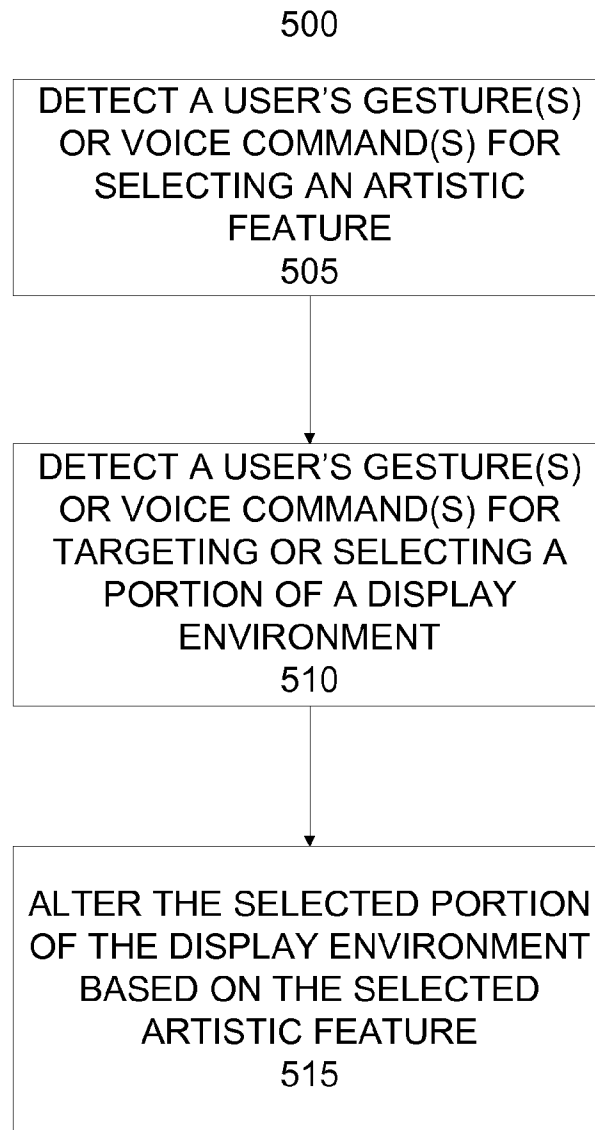 500
DETECT A USER'S GESTURE(S)
OR VOICE COMMAND(S) FOR
SELECTING AN ARTISTIC
FEATURE
505
DETECT A USER'S GESTURE(S)
OR VOICE COMMAND(S) FOR
TARGETING OR SELECTING A
PORTION OF A DISPLAY
ENVIRONMENT
510
ALTER THE SELECTED PORTION
OF THE DISPLAY ENVIRONMENT
BASED ON THE SELECTED
ARTISTIC FEATURE
515